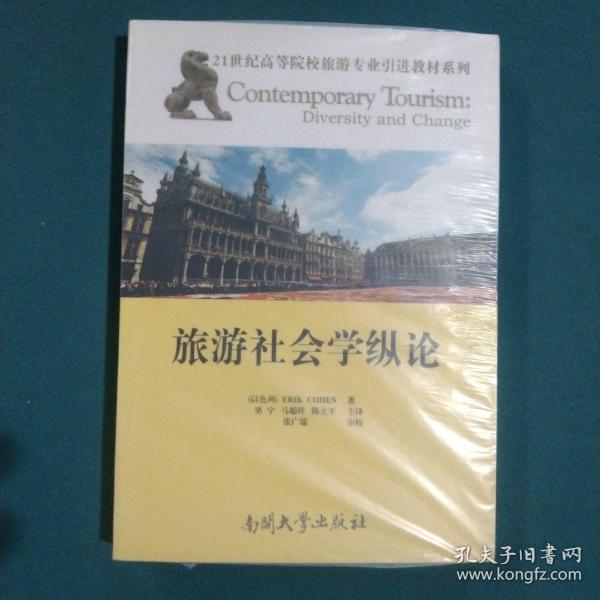 21世纪高等院校旅游专业引进教材系列
Contemporary Tourism:
Diversity and Change
旅游社会学纵论
(以色列) ERIK COHEN 著
巫宁 马聪玲 陈立平 主译
张广瑞 审校
南開大學出版社
孔夫子旧書网
www.kongfz.com